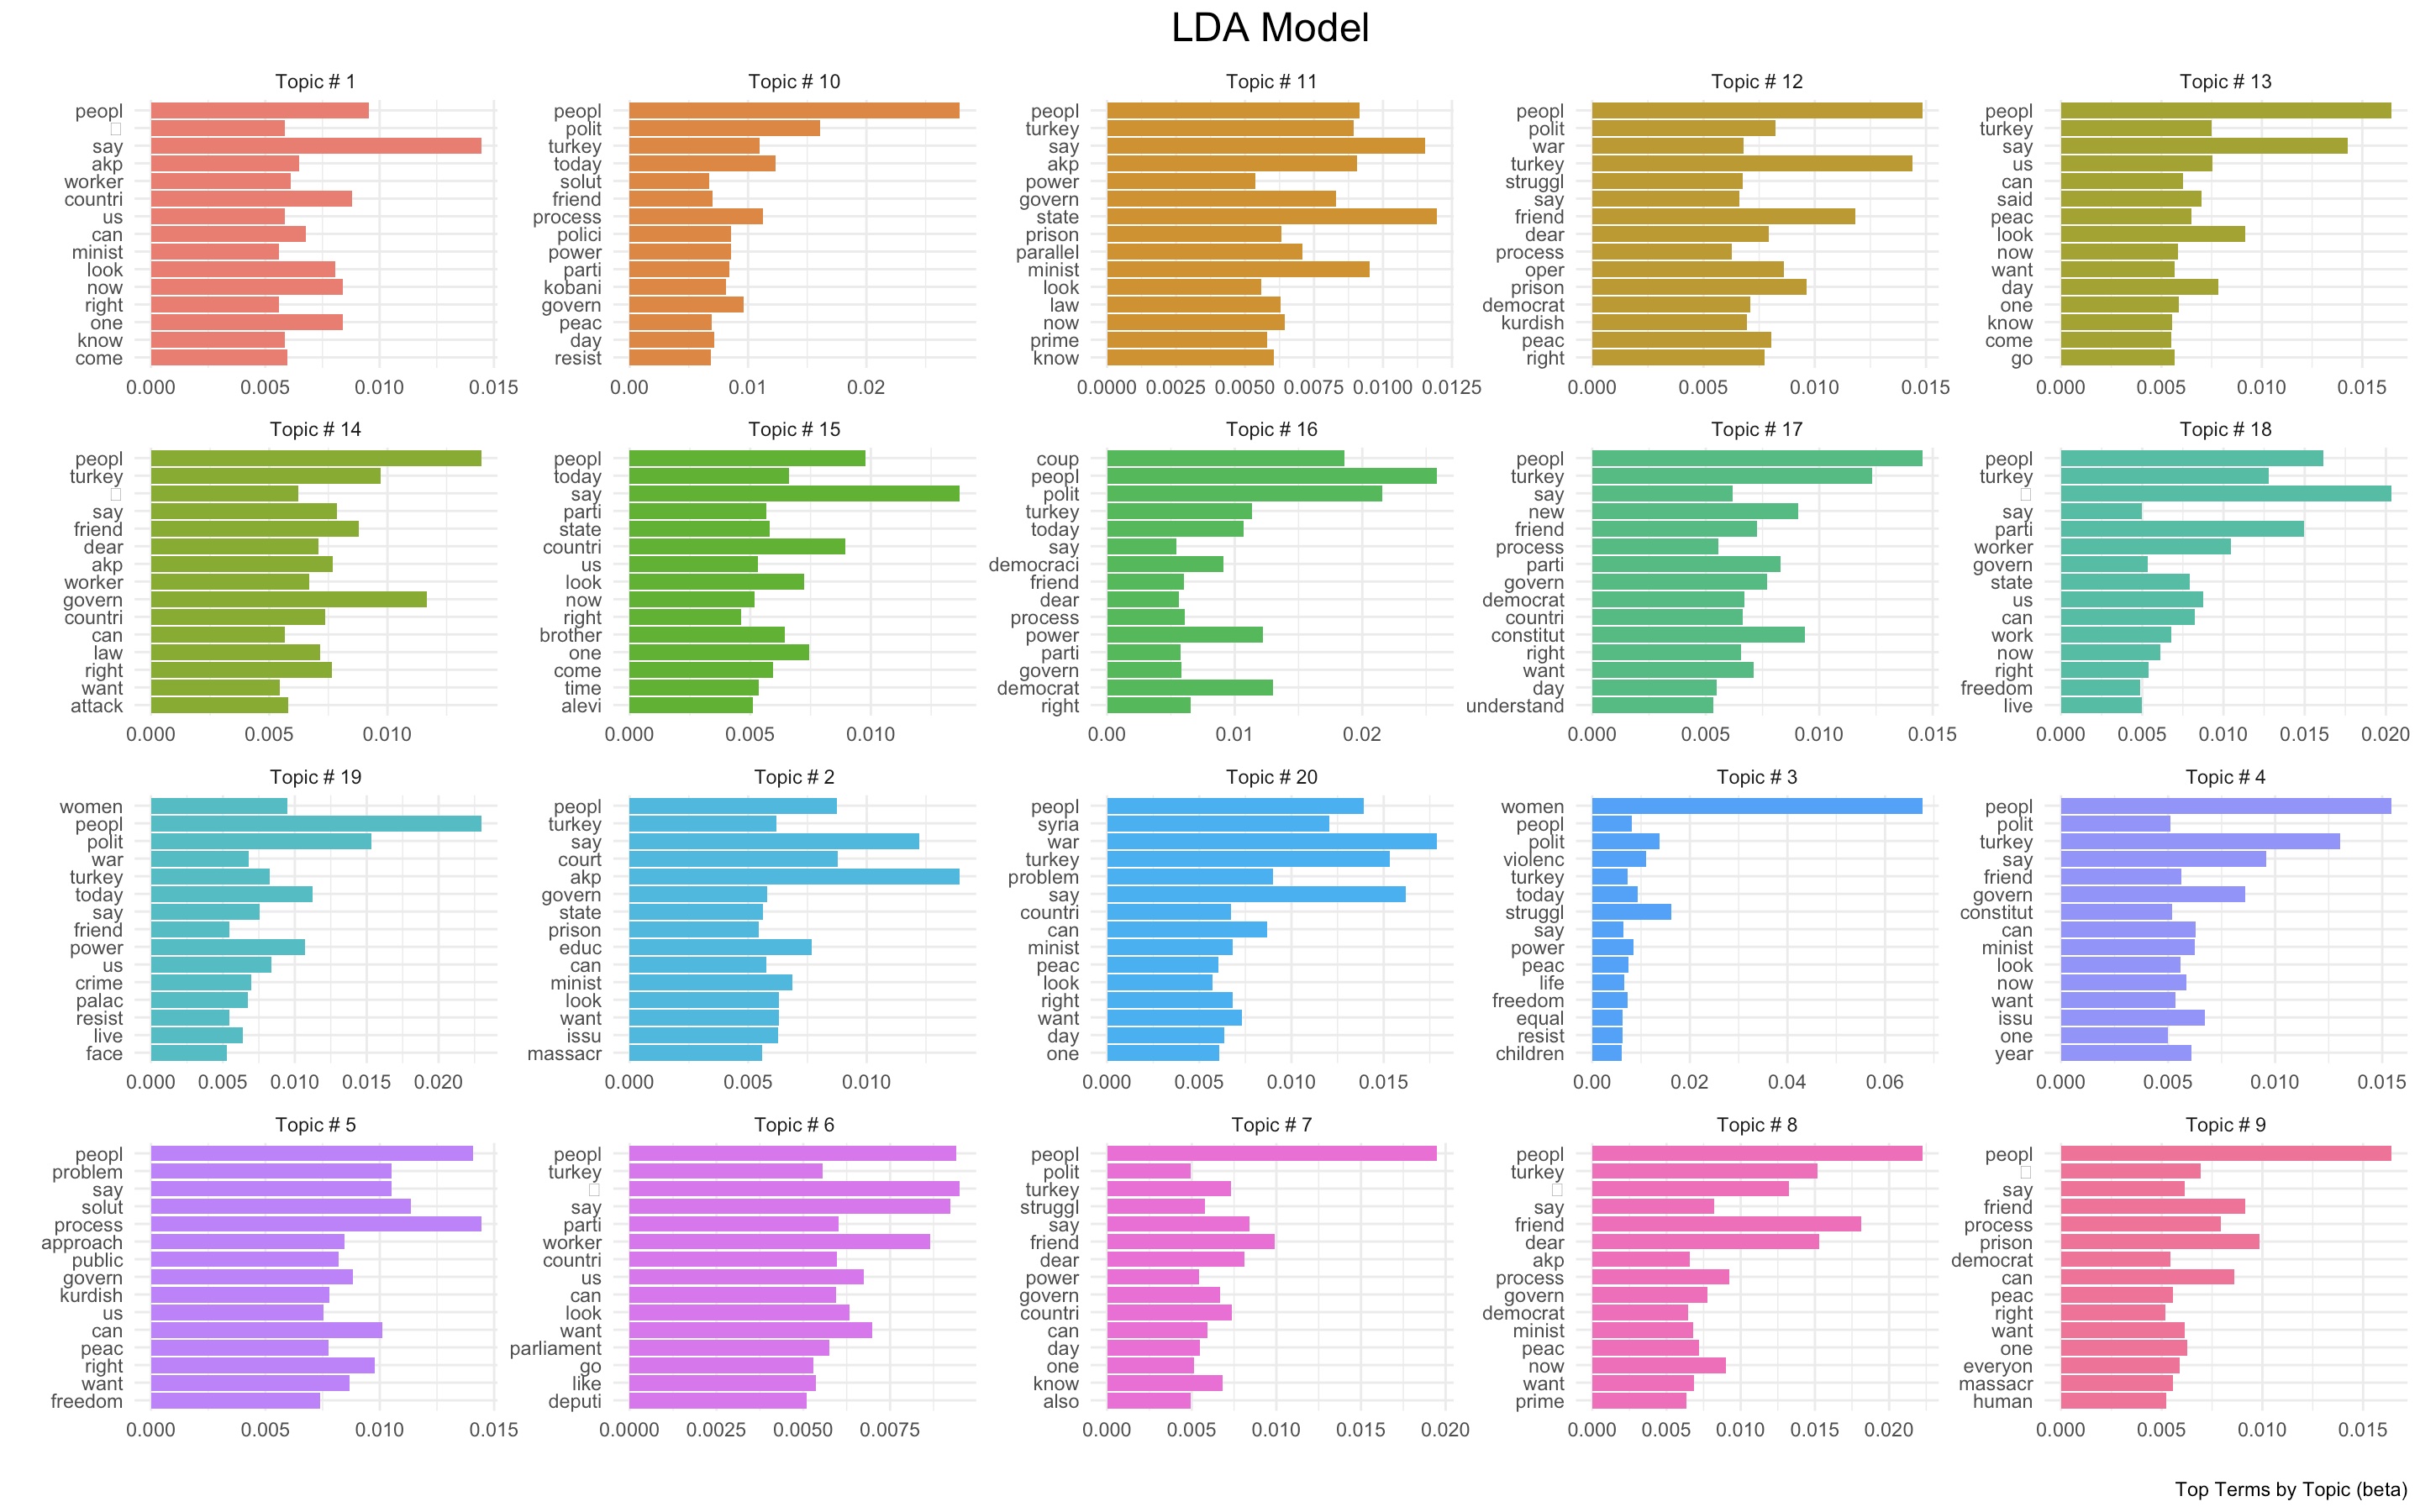 LDA Model
Topic # 1
peopl
say
akp
worker
countri
us
can
minist
look
now
right
one
know
come
0.000 0.005 0.010 0.015
Topic # 10
peopl
polit
turkey
today
solut
friend
process
polici
power
parti
kobani
govern
peac
day
resist
0.00 0.01 0.02
Topic # 11
peopl
turkey
say
akp
power
govern
state
prison
parallel
minist
look
law
now
prime
know
0.0000 0.0025 0.0050 0.0075 0.0100 0.0125
Topic # 12
peopl
polit
war
turkey
struggl
say
friend
dear
process
oper
prison
democrat
kurdish
peac
right
0.000 0.005 0.010 0.015
Topic # 13
peopl
turkey
say
us
can
said
peac
look
now
want
day
one
know
come
go
0.000 0.005 0.010 0.015
Topic # 14
peopl
turkey
say
friend
dear
akp
worker
govern
countri
can
law
right
want
attack
0.000 0.005 0.010
Topic # 15
peopl
today
say
parti
state
countri
us
look
now
right
brother
one
come
time
alevi
0.000 0.005 0.010
Topic # 16
coup
peopl
polit
turkey
today
say
democraci
friend
dear
process
power
parti
govern
democrat
right
0.00 0.01 0.02
Topic # 17
peopl
turkey
say
new
friend
process
parti
govern
democrat
countri
constitut
right
want
day
understand
0.000 0.005 0.010 0.015
Topic # 18
peopl
turkey
say
parti
worker
govern
state
us
can
work
now
right
freedom
live
0.000 0.005 0.010 0.015 0.020
Topic # 19
women
peopl
polit
war
turkey
today
say
friend
power
us
crime
palac
resist
live
face
0.000 0.005 0.010 0.015 0.020
Topic # 2
peopl
turkey
say
court
akp
govern
state
prison
educ
can
minist
look
want
issu
massacr
0.000 0.005 0.010
Topic # 20
peopl
syria
war
turkey
problem
say
countri
can
minist
peac
look
right
want
day
one
0.000 0.005 0.010 0.015
Topic # 3
women
peopl
polit
violenc
turkey
today
struggl
say
power
peac
life
freedom
equal
resist
children
0.00 0.02 0.04 0.06
Topic # 4
peopl
polit
turkey
say
friend
govern
constitut
can
minist
look
now
want
issu
one
year
0.000 0.005 0.010 0.015
Topic # 5
peopl
problem
say
solut
process
approach
public
govern
kurdish
us
can
peac
right
want
freedom
0.000 0.005 0.010 0.015
Topic # 6
peopl
turkey
say
parti
worker
countri
us
can
look
want
parliament
go
like
deputi
0.0000 0.0025 0.0050 0.0075
Topic # 7
peopl
polit
turkey
struggl
say
friend
dear
power
govern
countri
can
day
one
know
also
0.000 0.005 0.010 0.015 0.020
Topic # 8
peopl
turkey
say
friend
dear
akp
process
govern
democrat
minist
peac
now
want
prime
0.000 0.005 0.010 0.015 0.020
Topic # 9
peopl
say
friend
process
prison
democrat
can
peac
right
want
one
everyon
massacr
human
0.000 0.005 0.010 0.015
Top Terms by Topic (beta)